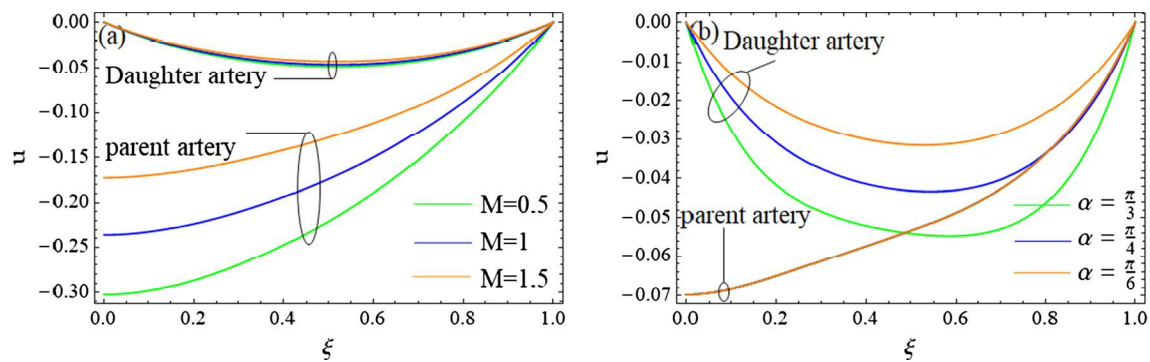 (a)
0.00
Daughter artery
−0.05
−0.10
parent artery
−0.15
u
−0.20
−0.25
−0.30
M=0.5
M=1
M=1.5
0.0 0.2 0.4 0.6 0.8 1.0
ξ
(b)
0.00
Daughter artery
−0.01
−0.02
−0.03
u
−0.04
−0.05
parent artery
−0.06
−0.07
α = π/3
α = π/4
α = π/6
0.0 0.2 0.4 0.6 0.8 1.0
ξ